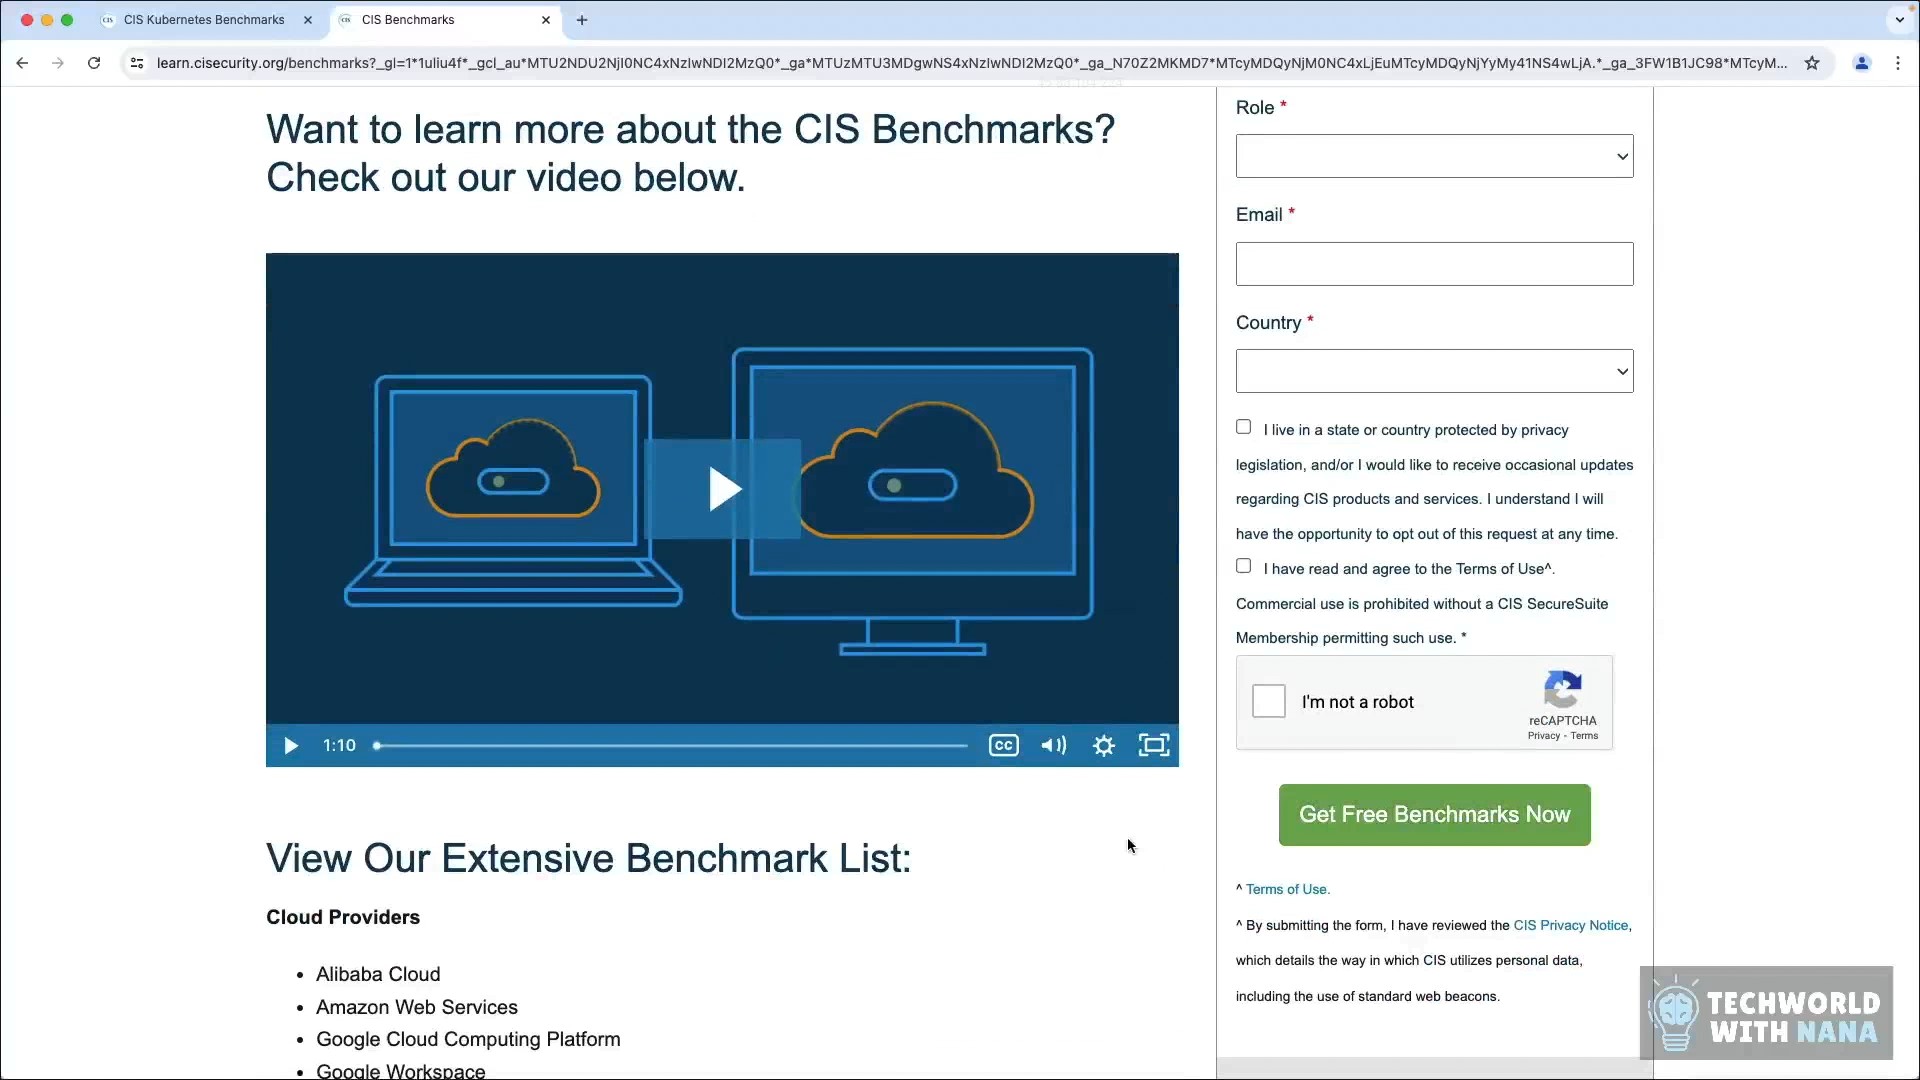 CIS Kubernetes Benchmarks
CIS Benchmarks
learn.cisecurity.org/benchmarks?_gl=1*1uliu4f*_gcl_au*MTU2NDU2NjI0NC4xNzIwNDI2MzQ0*_ga*MTUzMTU3MDgwNS4xNzIwNDI2MzQ0*_ga_N70Z2MKMD7*MTcyMDQyNjM0NC4xLjEuMTcyMDQyNjYyMy41NS4wLjA.*_ga_3FW1B1JC98*MTcyM...
Want to learn more about the CIS Benchmarks?
Check out our video below.
1:10
CC
View Our Extensive Benchmark List:
Cloud Providers
• Alibaba Cloud
• Amazon Web Services
• Google Cloud Computing Platform
• Google Workspace
Role *
Email *
Country *
I live in a state or country protected by privacy
legislation, and/or I would like to receive occasional updates
regarding CIS products and services. I understand I will
have the opportunity to opt out of this request at any time.
I have read and agree to the Terms of Use^.
Commercial use is prohibited without a CIS SecureSuite
Membership permitting such use. *
I'm not a robot
reCAPTCHA
Privacy - Terms
Get Free Benchmarks Now
^ Terms of Use.
^ By submitting the form, I have reviewed the CIS Privacy Notice,
which details the way in which CIS utilizes personal data,
including the use of standard web beacons.
TECHWORLD
WITH NANA